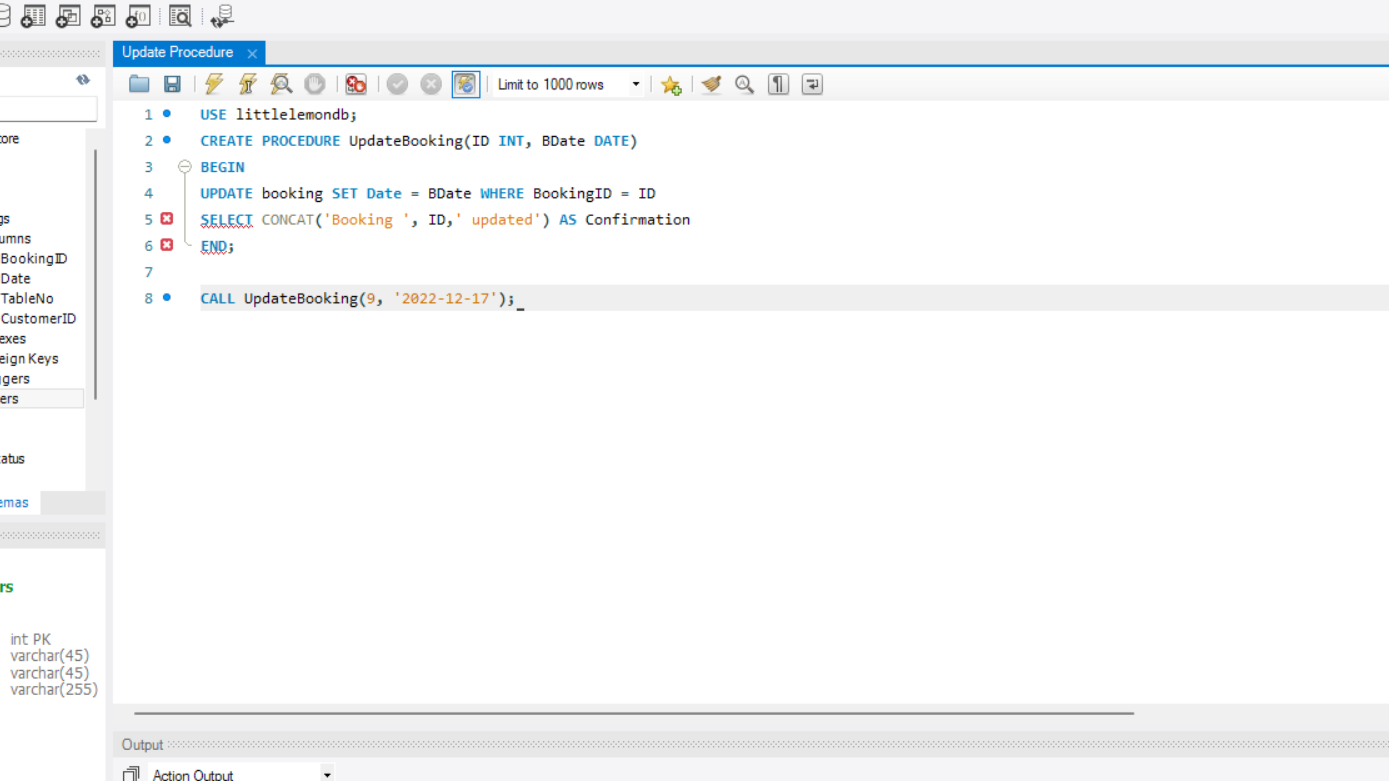 Update Procedure
Limit to 1000 rows
1 USE littlelemondb;
2 CREATE PROCEDURE UpdateBooking(ID INT, BDate DATE)
3 BEGIN
4 UPDATE booking SET Date = BDate WHERE BookingID = ID
5 SELECT CONCAT('Booking ', ID,' updated') AS Confirmation
6 END;
7
8 CALL UpdateBooking(9, '2022-12-17');
ore
gs
umns
BookingID
Date
TableNo
CustomerID
exes
eign Keys
ggers
ers
tatus
emas
rs
int PK
varchar(45)
varchar(45)
varchar(255)
Output
Action Output